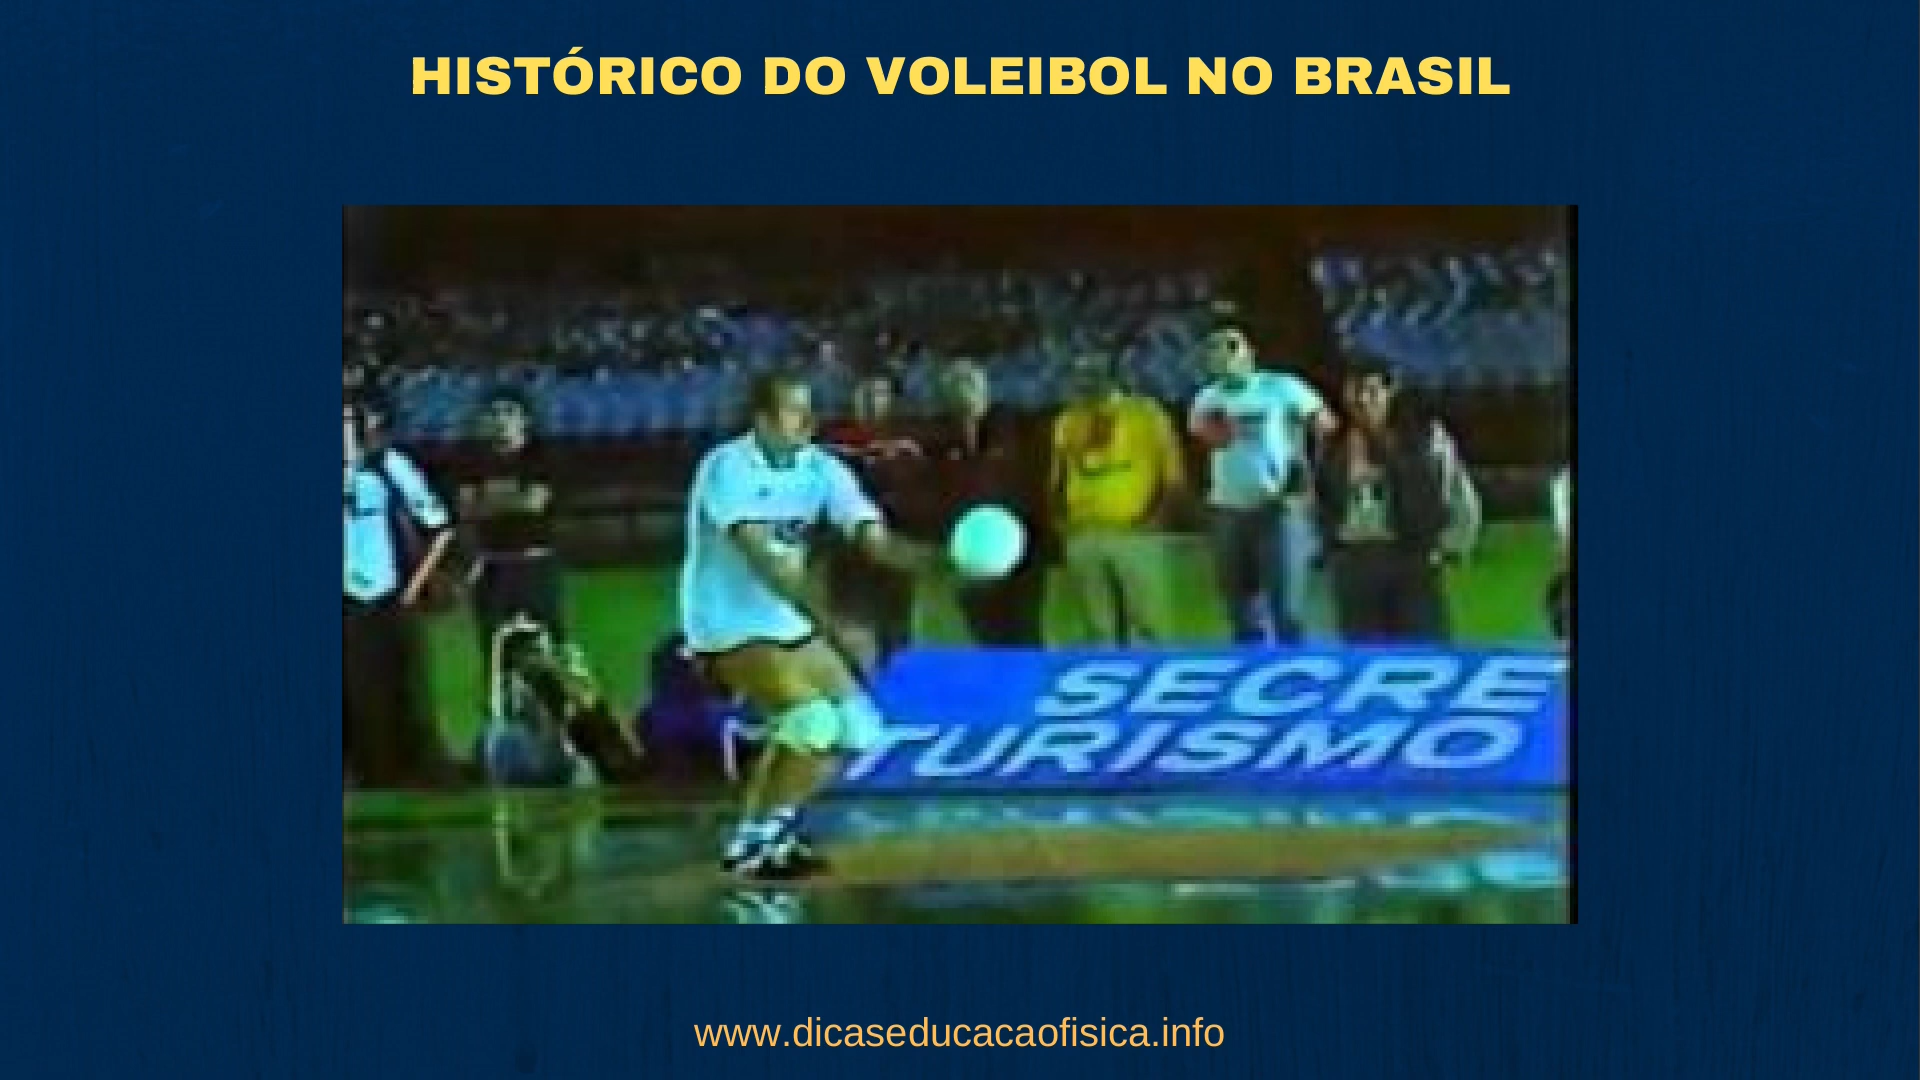 HISTÓRICO DO VOLEIBOL NO BRASIL
SECRE
TURISMO
www.dicaseducacaofisica.info